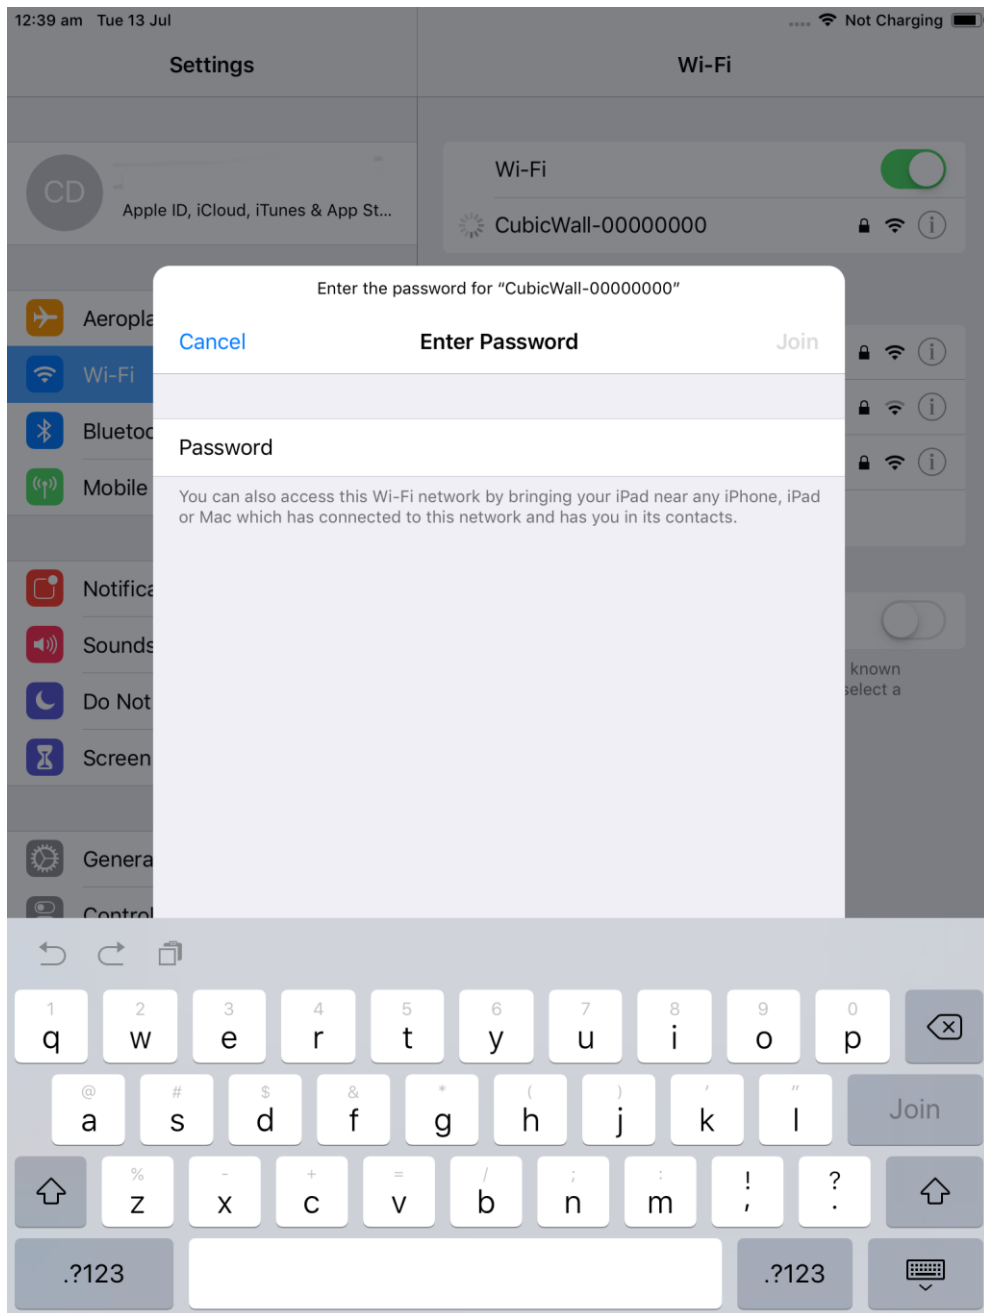 12:39 am Tue 13 Jul
Not Charging
Settings
Wi-Fi
CD
Apple ID, iCloud, iTunes & App St...
Wi-Fi
CubicWall-00000000
Enter the password for “CubicWall-00000000”
Cancel
Enter Password
Join
Password
You can also access this Wi-Fi network by bringing your iPad near any iPhone, iPad
or Mac which has connected to this network and has you in its contacts.
Aeropla
Wi-Fi
Bluetoo
Mobile
Notifica
Sounds
Do Not
Screen
Genera
Control
known
select a
1 2 3 4 5 6 7 8 9 0
q w e r t y u i o p
@ # $ & * ( ) ' "
a s d f g h j k l Join
% - + = / ; : ! ?
z x c v b n m , .
.?123 .?123